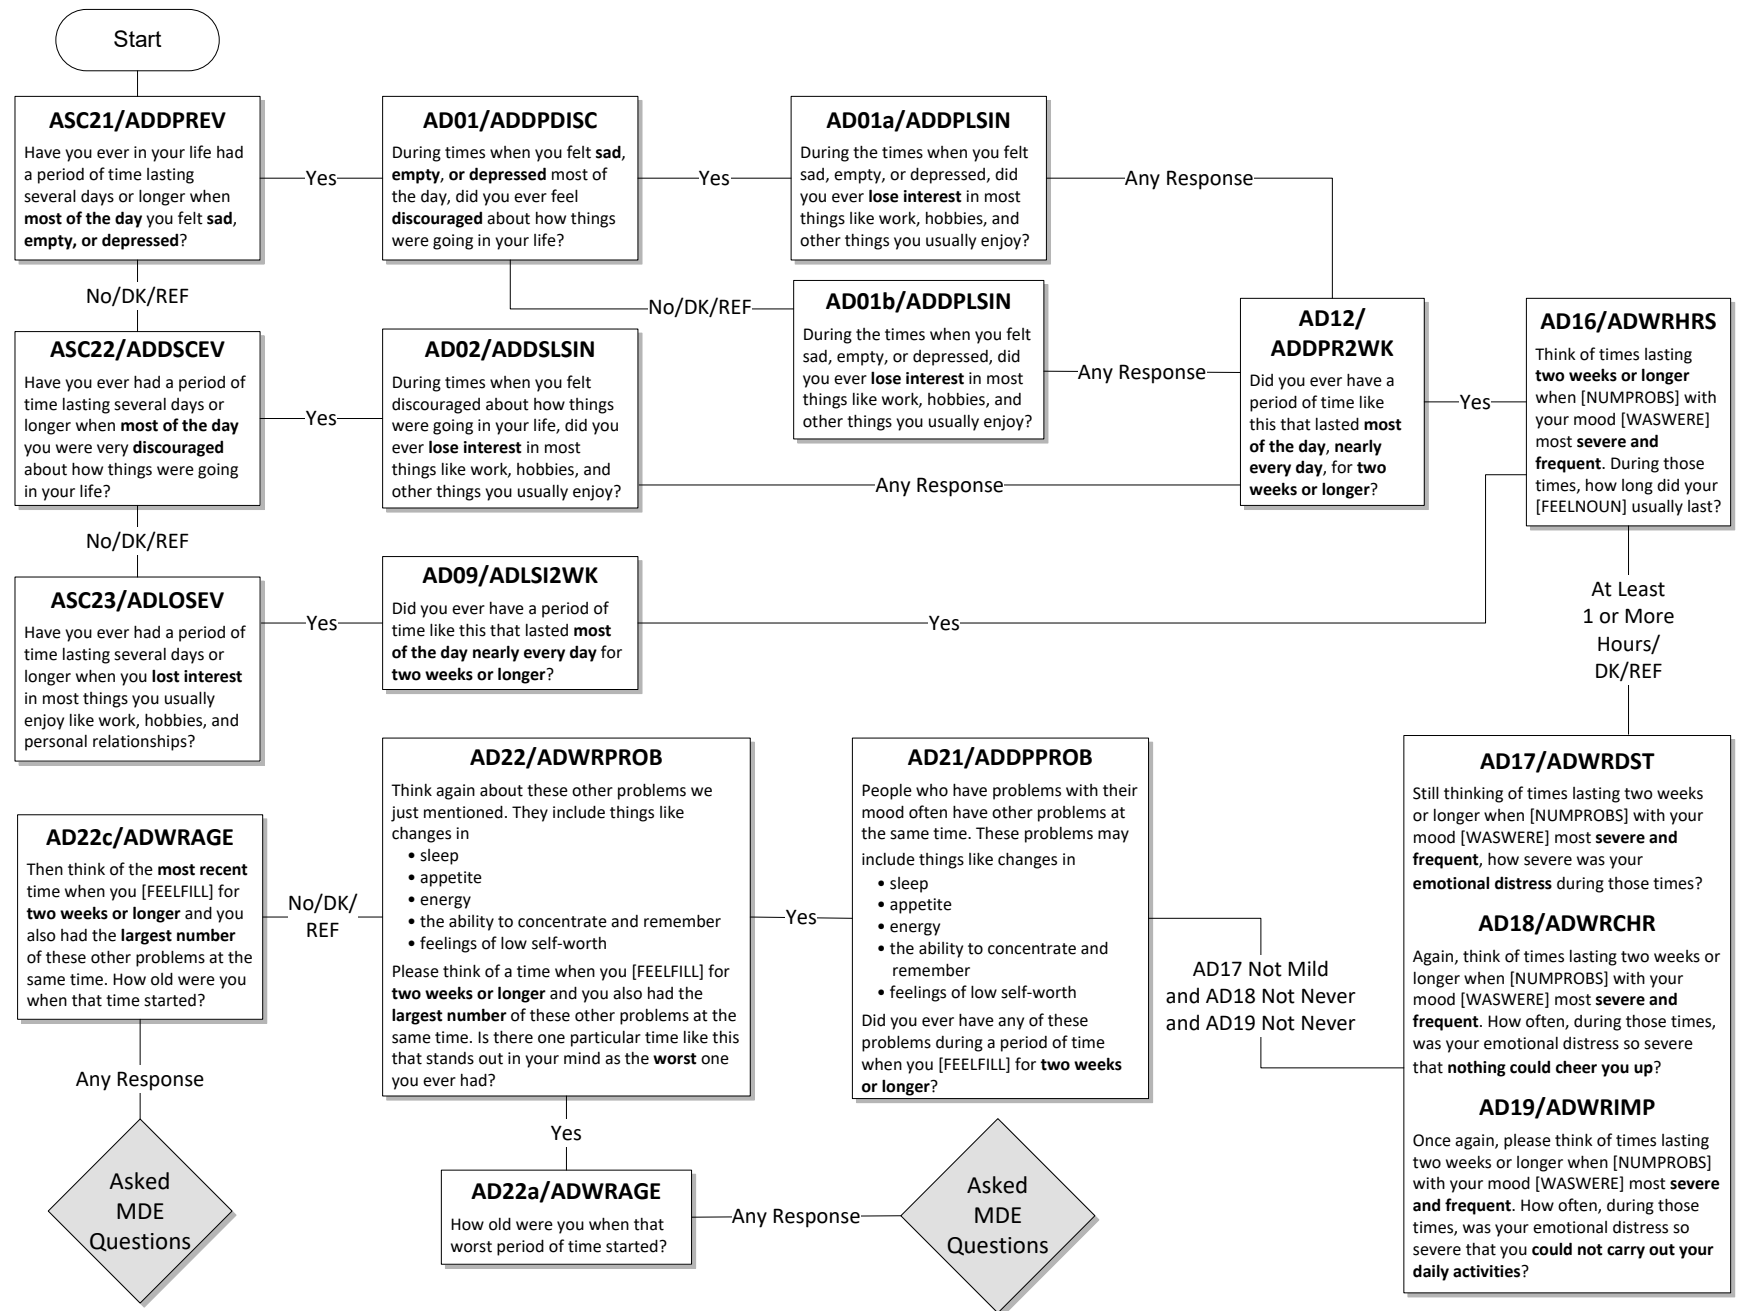 Start
ASC21/ADDPREV
Have you ever in your life had
a period of time lasting
several days or longer when
most of the day you felt sad,
empty, or depressed?
Yes
AD01/ADDPDISC
During times when you felt sad,
empty, or depressed most of
the day, did you ever feel
discouraged about how things
were going in your life?
Yes
AD01a/ADDPLSIN
During the times when you felt
sad, empty, or depressed, did
you ever lose interest in most
things like work, hobbies, and
other things you usually enjoy?
Any Response
No/DK/REF
No/DK/REF
AD01b/ADDPLSIN
During the times when you felt
sad, empty, or depressed, did
you ever lose interest in most
things like work, hobbies, and
other things you usually enjoy?
Any Response
ASC22/ADDSCEV
Have you ever had a period of
time lasting several days or
longer when most of the day
you were very discouraged
about how things were going
in your life?
Yes
AD02/ADDSLSIN
During times when you felt
discouraged about how things
were going in your life, did you
ever lose interest in most
things like work, hobbies, and
other things you usually enjoy?
Any Response
AD12/
ADDPR2WK
Did you ever have a
period of time like
this that lasted most
of the day, nearly
every day, for two
weeks or longer?
Yes
AD16/ADWRHRS
Think of times lasting
two weeks or longer
when [NUMPROBS] with
your mood [WASWERE]
most severe and
frequent. During those
times, how long did your
[FEELNOUN] usually last?
No/DK/REF
ASC23/ADLOSEV
Have you ever had a period of
time lasting several days or
longer when you lost interest
in most things you usually
enjoy like work, hobbies, and
personal relationships?
Yes
AD09/ADLSI2WK
Did you ever have a period of
time like this that lasted most
of the day nearly every day for
two weeks or longer?
Yes
At Least
1 or More
Hours/
DK/REF
AD17/ADWRDST
Still thinking of times lasting two weeks
or longer when [NUMPROBS] with your
mood [WASWERE] most severe and
frequent, how severe was your
emotional distress during those times?
AD18/ADWRCHR
Again, think of times lasting two weeks or
longer when [NUMPROBS] with your
mood [WASWERE] most severe and
frequent. How often, during those times,
was your emotional distress so severe
that nothing could cheer you up?
AD19/ADWRIMP
Once again, please think of times lasting
two weeks or longer when [NUMPROBS]
with your mood [WASWERE] most severe
and frequent. How often, during those
times, was your emotional distress so
severe that you could not carry out your
daily activities?
AD17 Not Mild
and AD18 Not Never
and AD19 Not Never
AD21/ADDPPROB
People who have problems with their
mood often have other problems at
the same time. These problems may
include things like changes in
• sleep
• appetite
• energy
• the ability to concentrate and
remember
• feelings of low self-worth
Did you ever have any of these
problems during a period of time
when you [FEELFILL] for two weeks
or longer?
Yes
AD22/ADWRPROB
Think again about these other problems we
just mentioned. They include things like
changes in
• sleep
• appetite
• energy
• the ability to concentrate and remember
• feelings of low self-worth
Please think of a time when you [FEELFILL] for
two weeks or longer and you also had the
largest number of these other problems at the
same time. Is there one particular time like this
that stands out in your mind as the worst one
you ever had?
No/DK/
REF
AD22c/ADWRAGE
Then think of the most recent
time when you [FEELFILL] for
two weeks or longer and you
also had the largest number
of these other problems at the
same time. How old were you
when that time started?
Any Response
Asked
MDE
Questions
Yes
AD22a/ADWRAGE
How old were you when that
worst period of time started?
Any Response
Asked
MDE
Questions